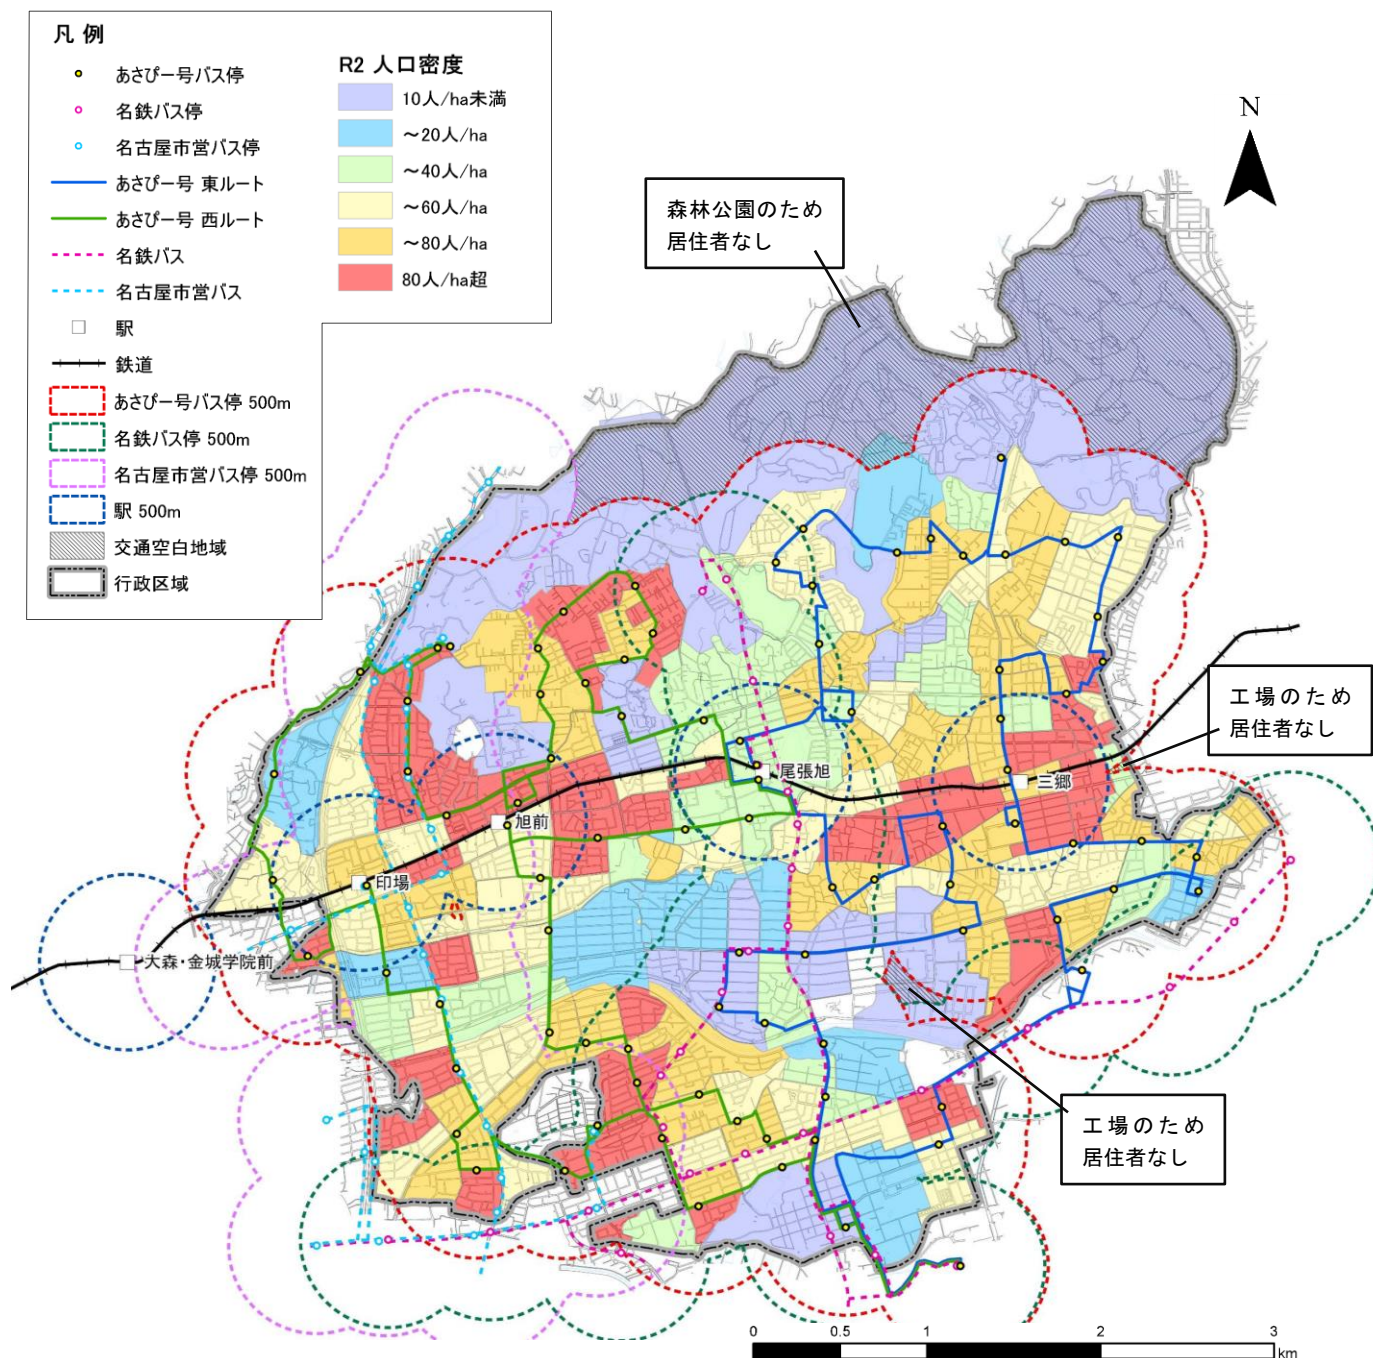 凡 例
あさぴー号バス停
名鉄バス停
名古屋市営バス停
あさぴー号 東ルート
あさぴー号 西ルート
名鉄バス
名古屋市営バス
駅
鉄道
あさぴー号バス停 500m
名鉄バス停 500m
名古屋市営バス停 500m
駅 500m
交通空白地域
行政区域
R2 人口密度
10人/ha未満
～20人/ha
～40人/ha
～60人/ha
～80人/ha
80人/ha超
N
森林公園のため
居住者なし
工場のため
居住者なし
尾張旭
三郷
旭前
印場
大森・金城学院前
工場のため
居住者なし
0 0.5 1 2 3
km